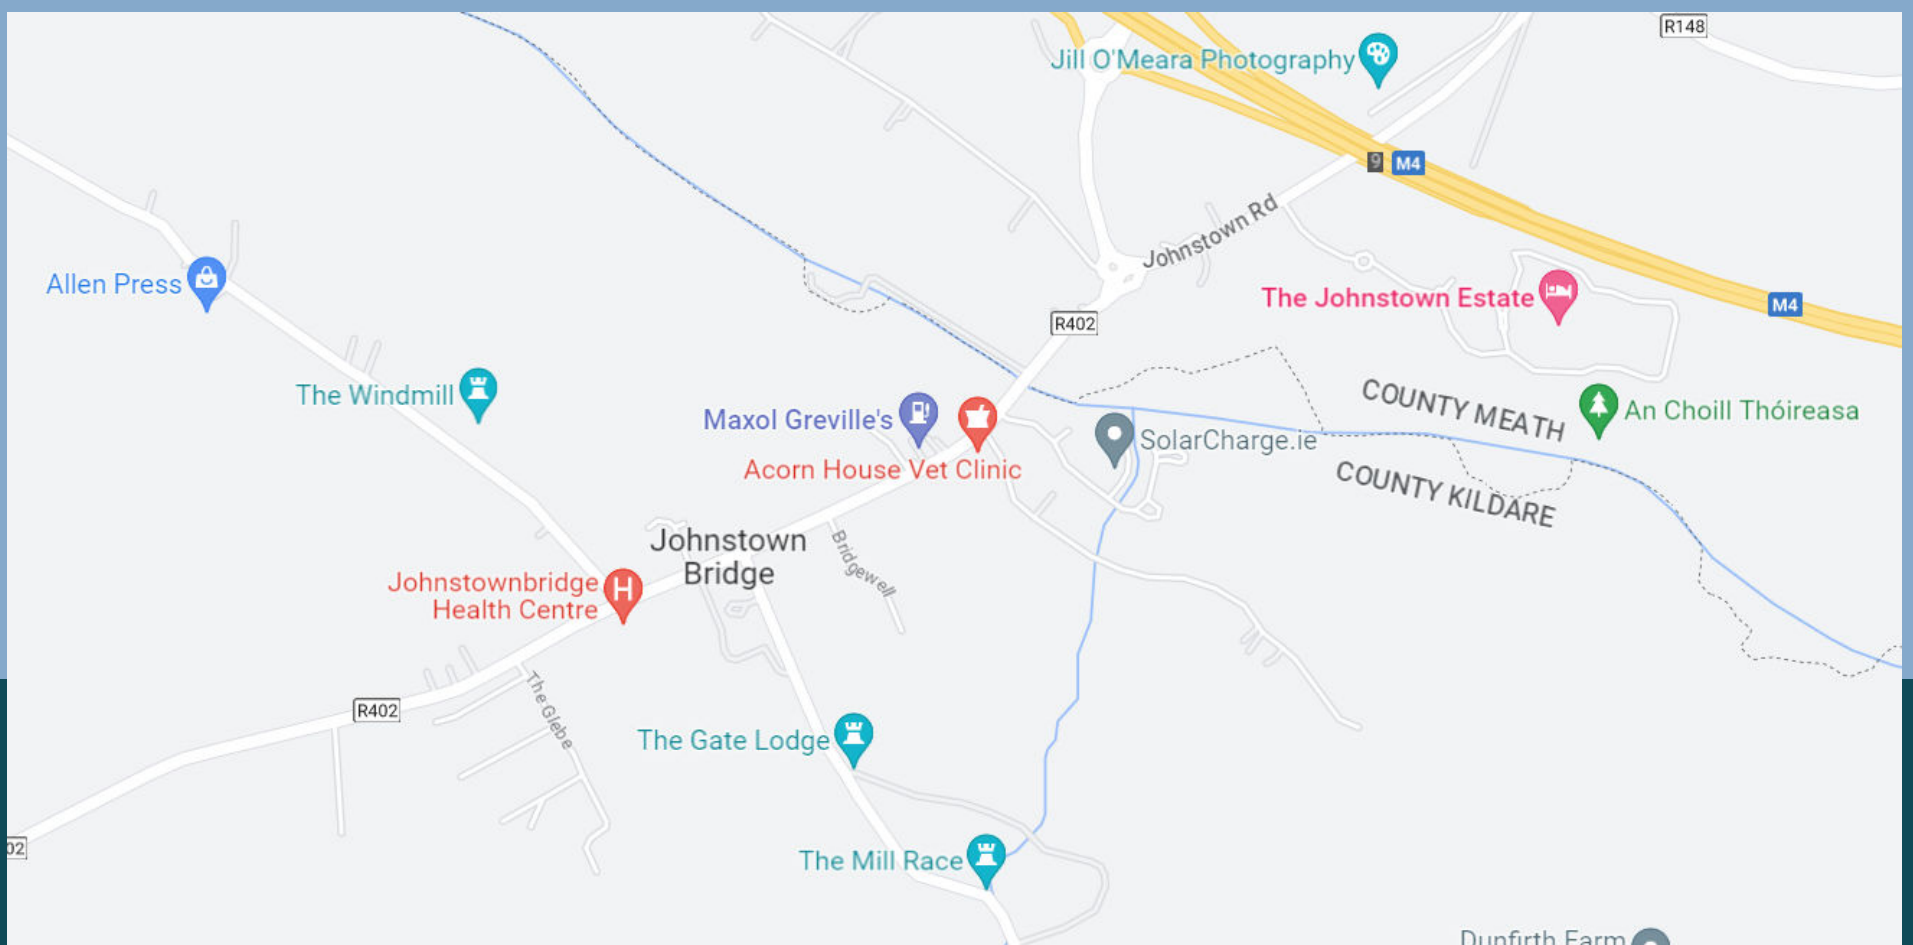 R148
Jill O'Meara Photography
9 M4
Johnstown Rd
Allen Press
The Johnstown Estate
M4
R402
The Windmill
COUNTY MEATH
An Choill Thóireasa
Maxol Greville's
SolarCharge.ie
Acorn House Vet Clinic
COUNTY KILDARE
Johnstown
Bridge
Bridgewell
Johnstownbridge
Health Centre
R402
The Glebe
The Gate Lodge
02
The Mill Race
Dunfirth Farm